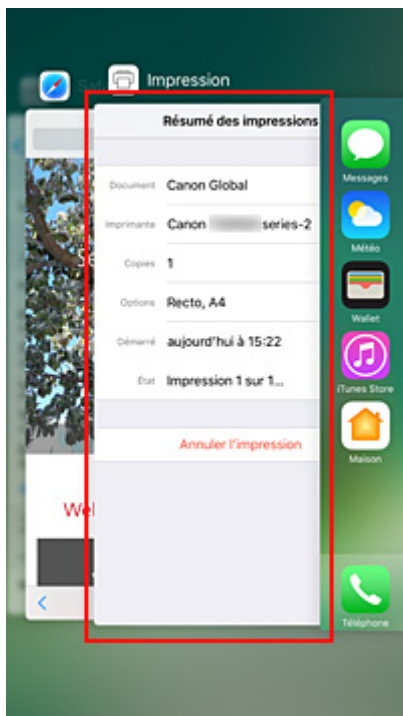 Impression
Résumé des impressions
Document Canon Global
Imprimante Canon series-2
Copies 1
Options Recto, A4
Démarré aujourd'hui à 15:22
État Impression 1 sur 1...
Annuler l'impression
Messages
Météo
Wallet
iTunes Store
Maison
Téléphone